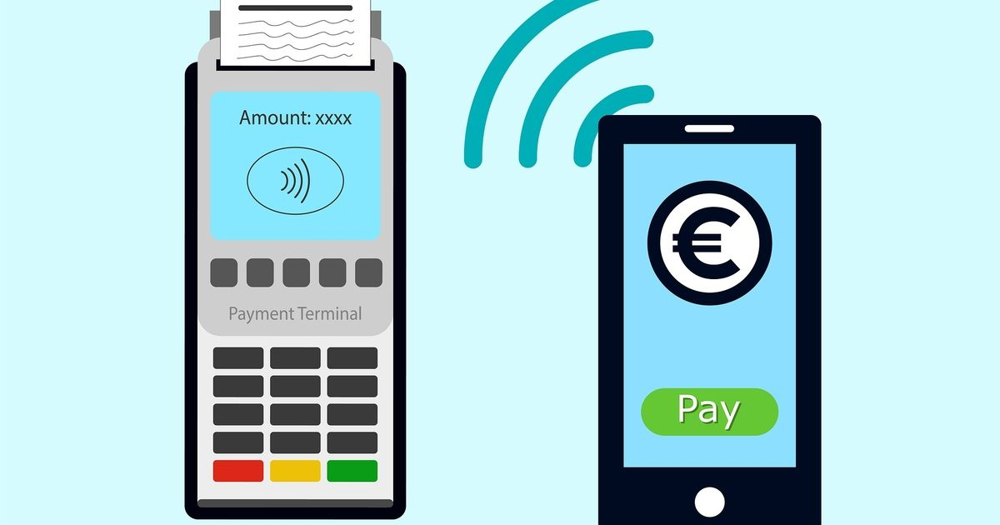 Amount: xxxx
Payment Terminal
€
Pay